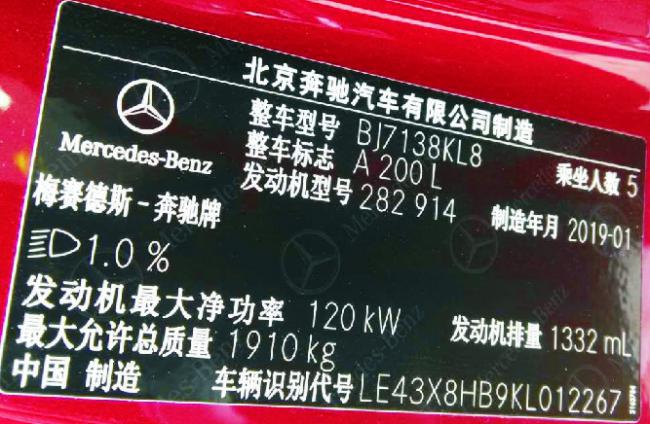 北京奔驰汽车有限公司制造
Mercedes-Benz
整车型号 BJ7138KL8
整车标志 A 200 L 乘坐人数 5
发动机型号 282 914 制造年月 2019-01
梅赛德斯-奔驰牌
1.0 %
发动机最大净功率 120 kW 发动机排量 1332 mL
最大允许总质量 1910 kg
中国 制造 车辆识别代号 LE43X8HB9KL012267